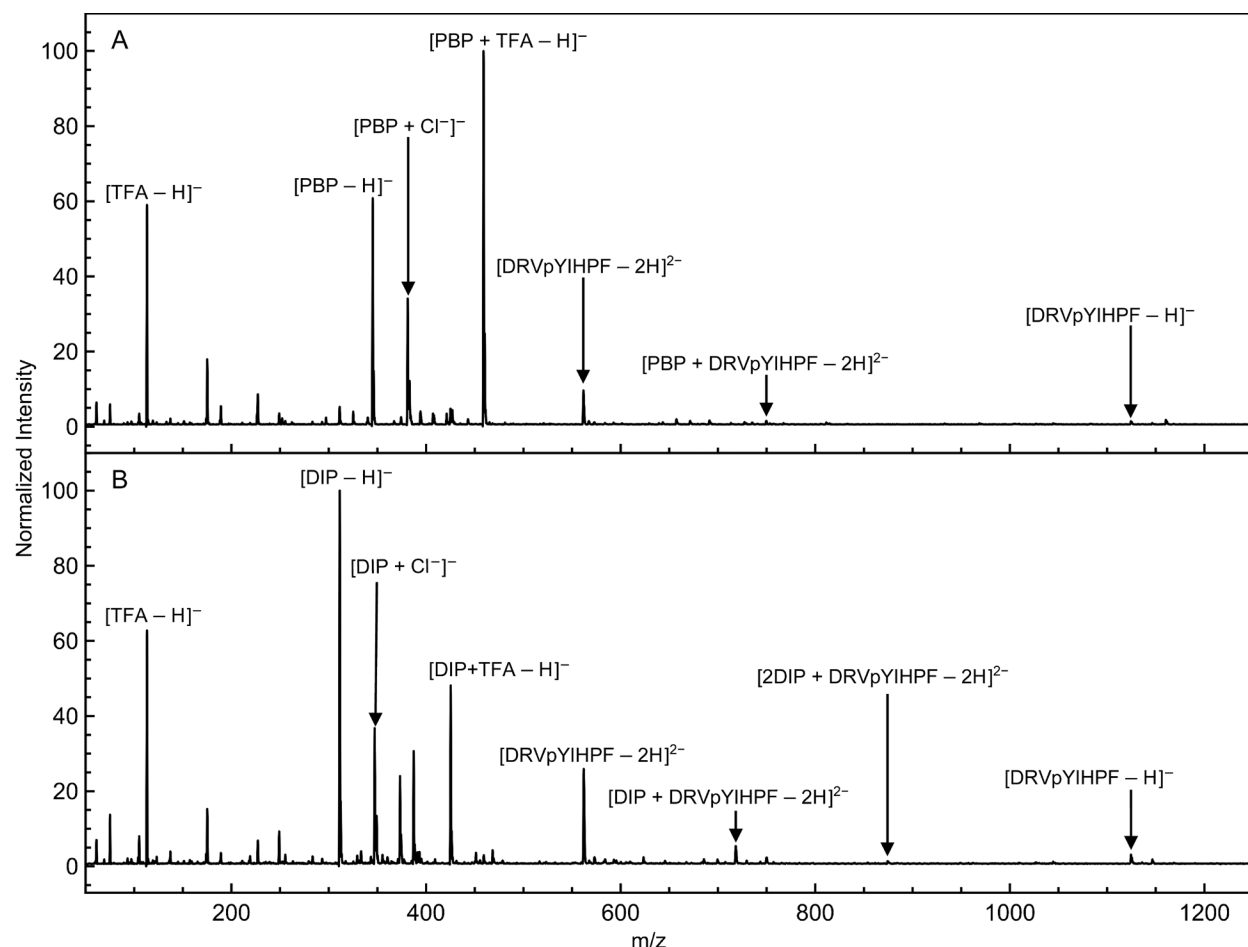 A
[PBP + TFA – H]⁻
100
[PBP + Cl⁻]⁻
80
[PBP – H]⁻
[TFA – H]⁻
60
[DRVpYIHPF – 2H]²⁻
40
[DRVpYIHPF – H]⁻
[PBP + DRVpYIHPF – 2H]²⁻
20
0
Normalized Intensity
B
[DIP – H]⁻
100
[DIP + Cl⁻]⁻
80
[TFA – H]⁻
60
[DIP+TFA – H]⁻
[2DIP + DRVpYIHPF – 2H]²⁻
40
[DRVpYIHPF – 2H]²⁻
[DRVpYIHPF – H]⁻
20
[DIP + DRVpYIHPF – 2H]²⁻
0
200 400 600 800 1000 1200
m/z